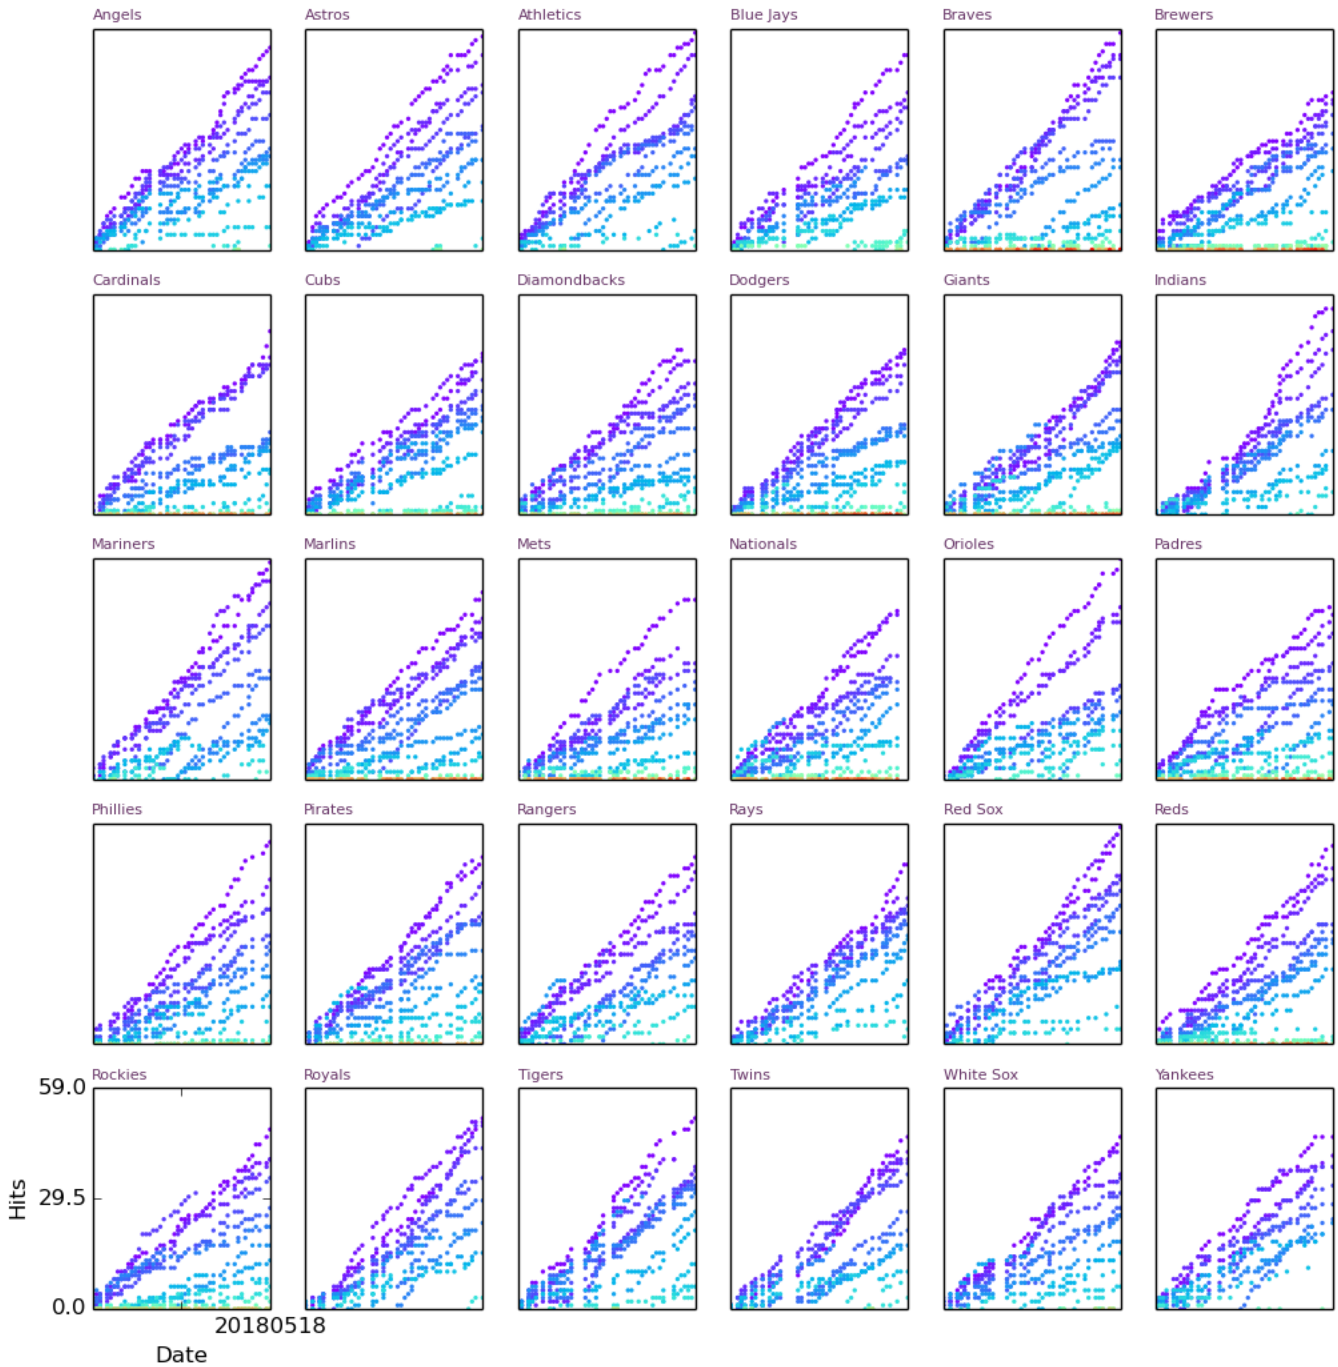 Angels Astros Athletics Blue Jays Braves Brewers
Cardinals Cubs Diamondbacks Dodgers Giants Indians
Mariners Marlins Mets Nationals Orioles Padres
Phillies Pirates Rangers Rays Red Sox Reds
Rockies Royals Tigers Twins White Sox Yankees
59.0
29.5
0.0
Hits
20180518
Date